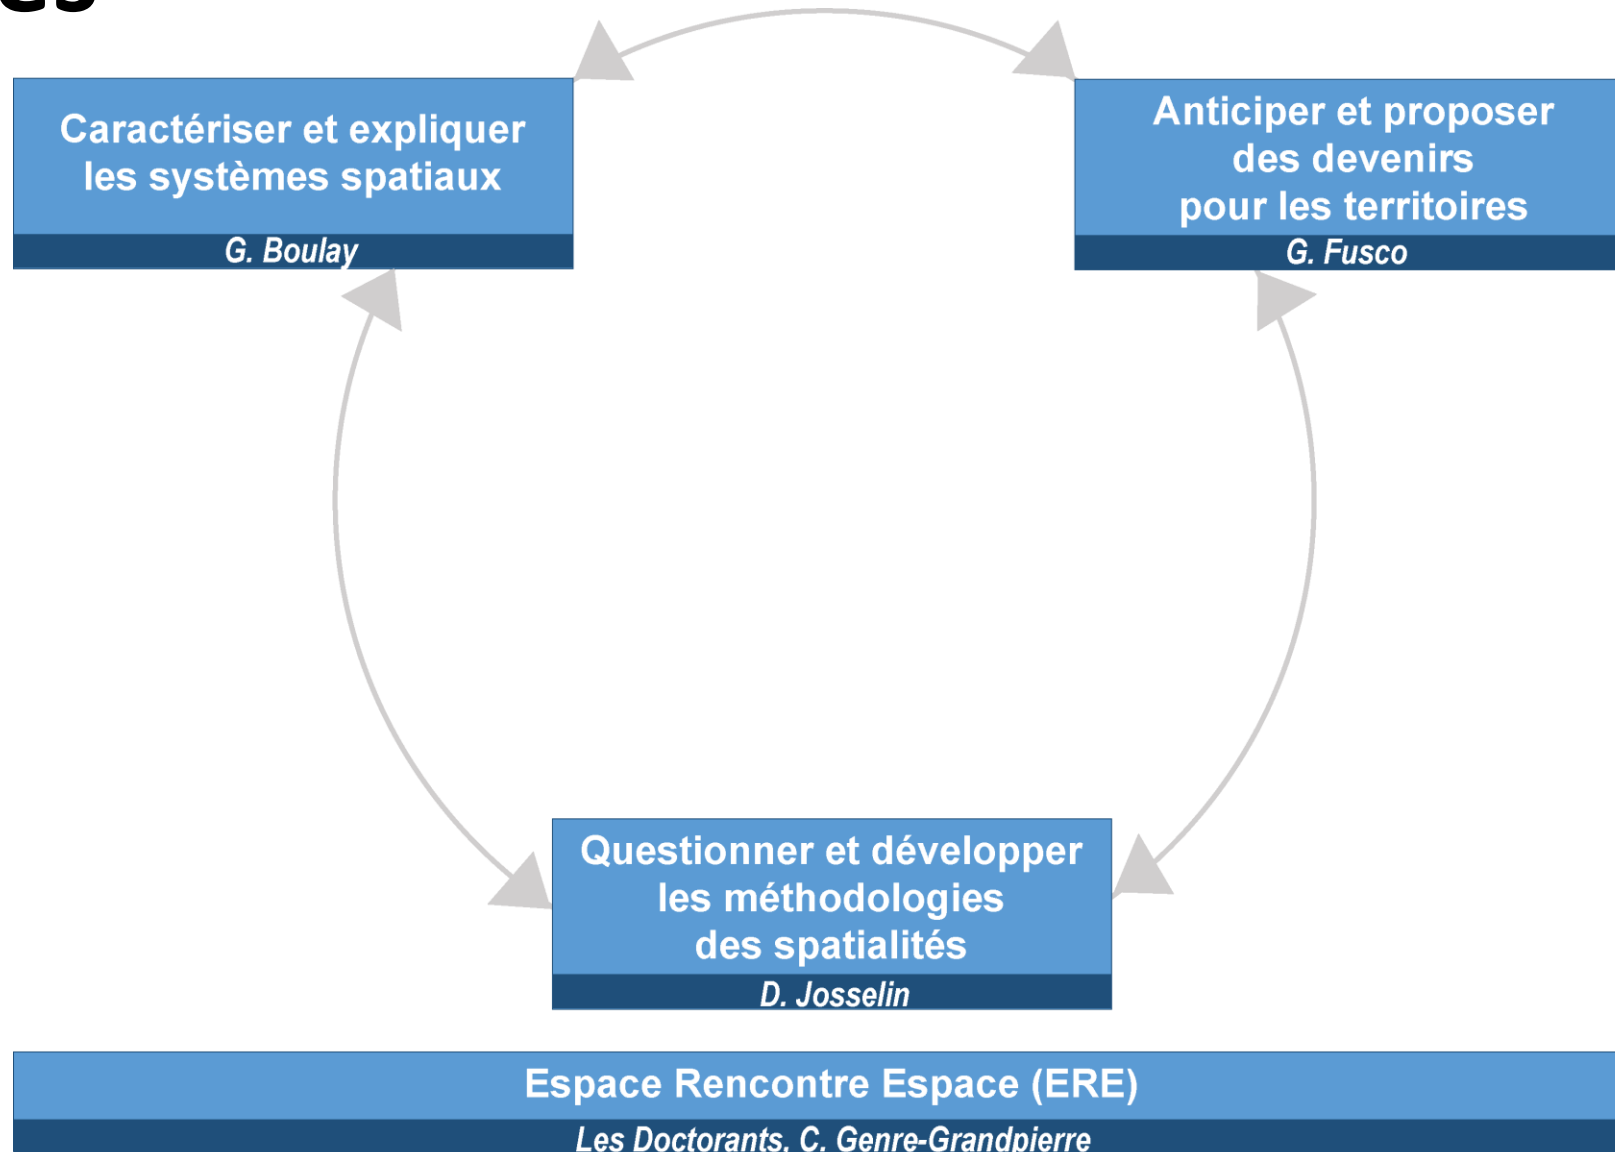 Caractériser et expliquer
les systèmes spatiaux
G. Boulay
Anticiper et proposer
des devenirs
pour les territoires
G. Fusco
Questionner et développer
les méthodologies
des spatialités
D. Josselin
Espace Rencontre Espace (ERE)
Les Doctorants, C. Genre-Grandpierre